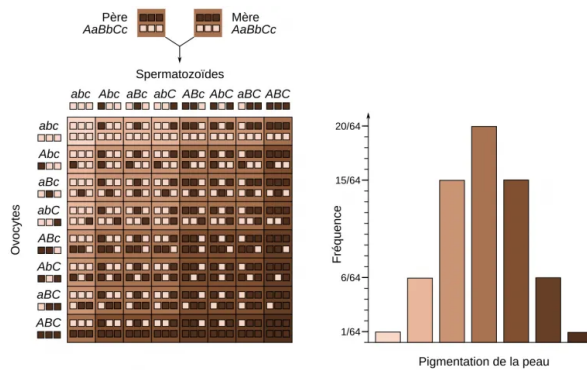 Père Mère
AaBbCc AaBbCc
Spermatozoïdes
abc Abc aBc abC ABc AbC aBC ABC
abc
Abc
aBc
abC
ABc
AbC
aBC
ABC
Ovocytes
20/64
15/64
6/64
1/64
Fréquence
Pigmentation de la peau